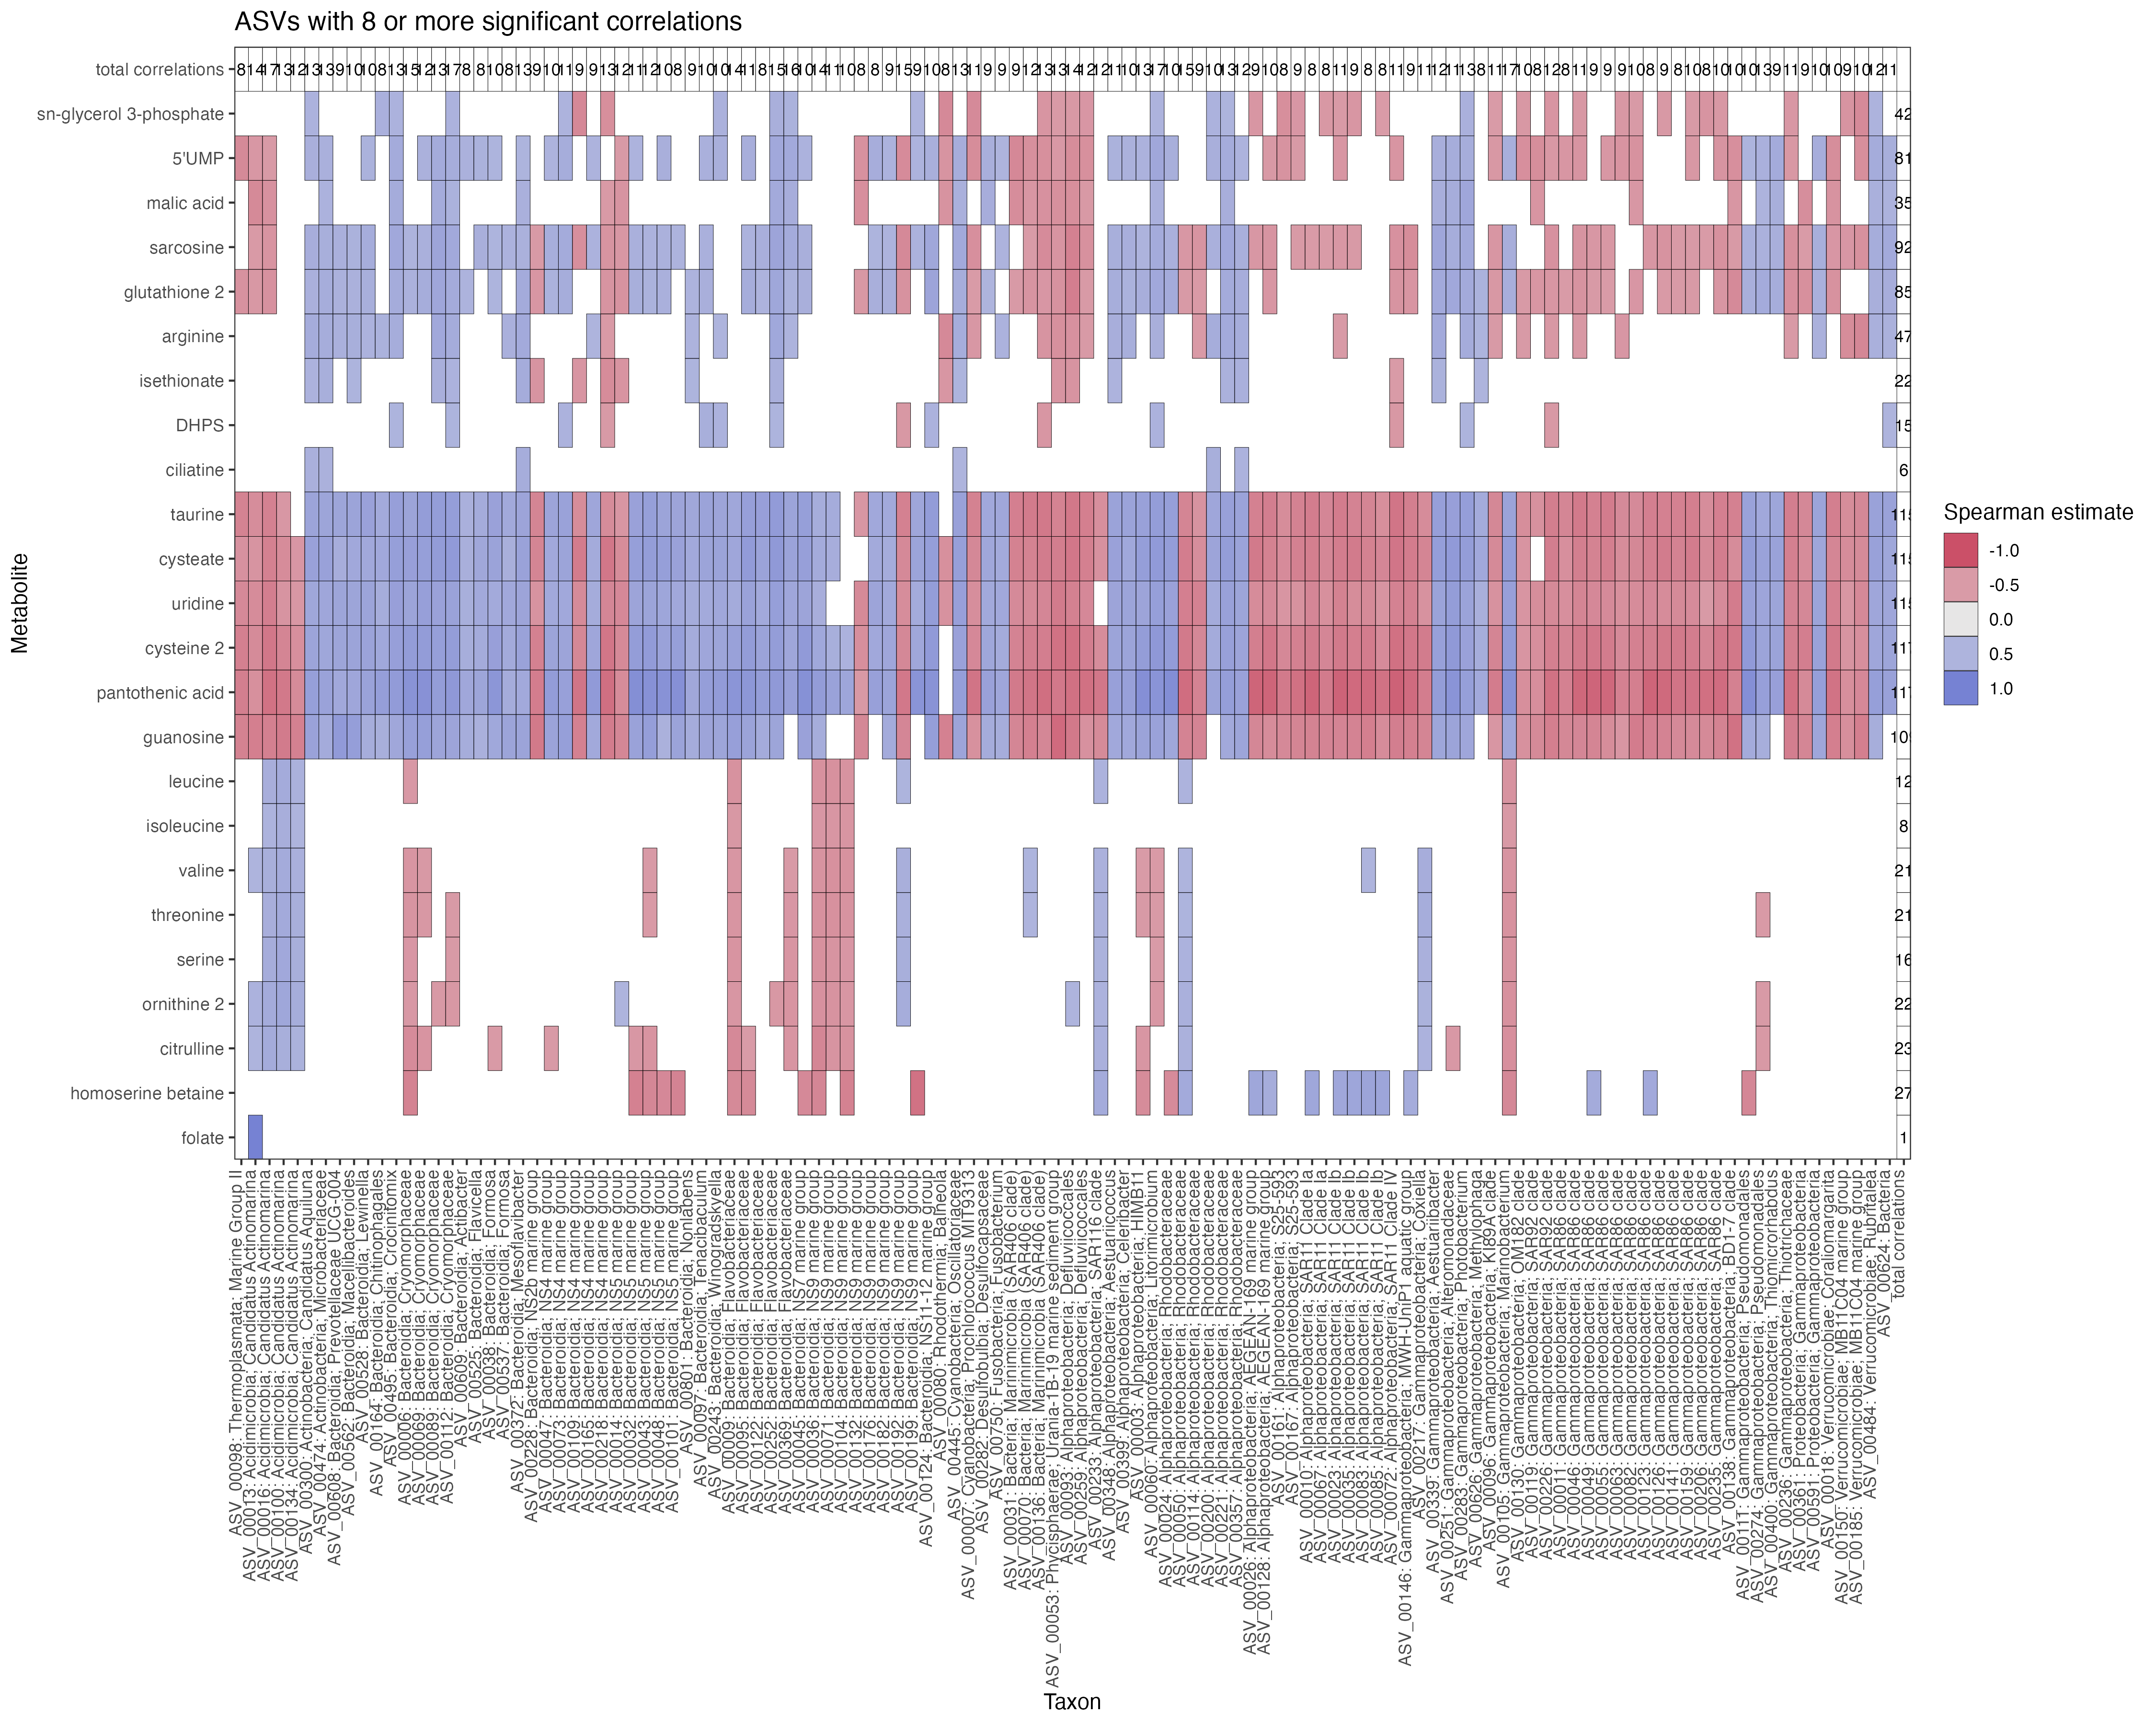 ASVs with 8 or more significant correlations
total correlations
sn-glycerol 3-phosphate 42
5'UMP 81
malic acid 35
sarcosine 92
glutathione 2 85
arginine 47
isethionate 22
DHPS 15
ciliatine 6
taurine 115
cysteate 115
uridine 115
cysteine 2 117
pantothenic acid 117
guanosine
leucine 12
isoleucine 8
valine 21
threonine 21
serine 16
ornithine 2 22
citrulline 23
homoserine betaine 27
folate 1
Metabolite
Spearman estimate
-1.0
-0.5
0.0
0.5
1.0
ASV_00098: Thermoplasmata; Marine Group II
ASV_00013: Acidimicrobiia; Candidatus Actinomarina
ASV_00016: Acidimicrobiia; Candidatus Actinomarina
ASV_00100: Acidimicrobiia; Candidatus Actinomarina
ASV_00134: Acidimicrobiia; Candidatus Actinomarina
ASV_00300: Actinobacteria; Candidatus Aquiluna
ASV_00474: Actinobacteria; Microbacteriaceae
ASV_00608: Bacteroidia; Prevotellaceae UCG-004
ASV_00562: Bacteroidia; Macellibacteroides
ASV_00528: Bacteroidia; Lewinella
ASV_00164: Bacteroidia; Chitinophagales
ASV_00495: Bacteroidia; Crocinitomix
ASV_00006: Bacteroidia; Cryomorphaceae
ASV_00069: Bacteroidia; Cryomorphaceae
ASV_00089: Bacteroidia; Cryomorphaceae
ASV_00112: Bacteroidia; Cryomorphaceae
ASV_00609: Bacteroidia; Actibacter
ASV_00525: Bacteroidia; Flavicella
ASV_00038: Bacteroidia; Formosa
ASV_00537: Bacteroidia; Formosa
ASV_00372: Bacteroidia; Mesoflavibacter
ASV_00228: Bacteroidia; NS2b marine group
ASV_00047: Bacteroidia; NS4 marine group
ASV_00073: Bacteroidia; NS4 marine group
ASV_00109: Bacteroidia; NS4 marine group
ASV_00165: Bacteroidia; NS4 marine group
ASV_00218: Bacteroidia; NS4 marine group
ASV_00014: Bacteroidia; NS5 marine group
ASV_00032: Bacteroidia; NS5 marine group
ASV_00043: Bacteroidia; NS5 marine group
ASV_00048: Bacteroidia; NS5 marine group
ASV_00101: Bacteroidia; NS5 marine group
ASV_00801: Bacteroidia; Nonlabens
ASV_00097: Bacteroidia; Tenacibaculum
ASV_00243: Bacteroidia; Winogradskyella
ASV_00009: Bacteroidia; Flavobacteriaceae
ASV_00095: Bacteroidia; Flavobacteriaceae
ASV_00122: Bacteroidia; Flavobacteriaceae
ASV_00252: Bacteroidia; Flavobacteriaceae
ASV_00369: Bacteroidia; Flavobacteriaceae
ASV_00045: Bacteroidia; NS7 marine group
ASV_00036: Bacteroidia; NS9 marine group
ASV_00071: Bacteroidia; NS9 marine group
ASV_00104: Bacteroidia; NS9 marine group
ASV_00132: Bacteroidia; NS9 marine group
ASV_00176: Bacteroidia; NS9 marine group
ASV_00182: Bacteroidia; NS9 marine group
ASV_00196: Bacteroidia; NS9 marine group
ASV_00199: Bacteroidia; NS9 marine group
ASV_00124: Bacteroidia; NS11-12 marine group
ASV_00080: Rhodothermia; Balneola
ASV_00445: Cyanobacteriia; Oscillatoriaceae
ASV_00007: Cyanobacteriia; Prochlorococcus MIT9313
ASV_00282: Desulfobulbia; Desulfocapsaceae
ASV_00750: Fusobacteriia; Fusobacterium
ASV_00031: Bacteria; Marinimicrobia (SAR406 clade)
ASV_00070: Bacteria; Marinimicrobia (SAR406 clade)
ASV_00136: Bacteria; Marinimicrobia (SAR406 clade)
ASV_00053: Phycisphaerae; Urania-1B-19 marine sediment group
ASV_00093: Alphaproteobacteria; Defluviicoccales
ASV_00259: Alphaproteobacteria; Defluviicoccales
ASV_00233: Alphaproteobacteria; SAR116 clade
ASV_00348: Alphaproteobacteria; Aestuariicoccus
ASV_00399: Alphaproteobacteria; Celeribacter
ASV_00003: Alphaproteobacteria; HIMB11
ASV_00060: Alphaproteobacteria; Litorimicrobium
ASV_00024: Alphaproteobacteria; Rhodobacteraceae
ASV_00050: Alphaproteobacteria; Rhodobacteraceae
ASV_00114: Alphaproteobacteria; Rhodobacteraceae
ASV_00200: Alphaproteobacteria; Rhodobacteraceae
ASV_00221: Alphaproteobacteria; Rhodobacteraceae
ASV_00357: Alphaproteobacteria; Rhodobacteraceae
ASV_00026: Alphaproteobacteria; AEGEAN-169 marine group
ASV_00128: Alphaproteobacteria; AEGEAN-169 marine group
ASV_00161: Alphaproteobacteria; S25-593
ASV_00167: Alphaproteobacteria; S25-593
ASV_00010: Alphaproteobacteria; SAR11 Clade Ia
ASV_00067: Alphaproteobacteria; SAR11 Clade Ia
ASV_00023: Alphaproteobacteria; SAR11 Clade IIb
ASV_00035: Alphaproteobacteria; SAR11 Clade IIb
ASV_00083: Alphaproteobacteria; SAR11 Clade Ib
ASV_00085: Alphaproteobacteria; SAR11 Clade Ib
ASV_00072: Alphaproteobacteria; SAR11 Clade IV
ASV_00146: Gammaproteobacteria; MWH-UniP1 aquatic group
ASV_00217: Gammaproteobacteria; Coxiella
ASV_00339: Gammaproteobacteria; Aestuariibacter
ASV_00251: Gammaproteobacteria; Alteromonadaceae
ASV_00283: Gammaproteobacteria; Photobacterium
ASV_00626: Gammaproteobacteria; Methylophaga
ASV_00096: Gammaproteobacteria; KI89A clade
ASV_00105: Gammaproteobacteria; Marinobacterium
ASV_00130: Gammaproteobacteria; OM182 clade
ASV_00119: Gammaproteobacteria; SAR92 clade
ASV_00226: Gammaproteobacteria; SAR92 clade
ASV_00011: Gammaproteobacteria; SAR86 clade
ASV_00046: Gammaproteobacteria; SAR86 clade
ASV_00049: Gammaproteobacteria; SAR86 clade
ASV_00055: Gammaproteobacteria; SAR86 clade
ASV_00063: Gammaproteobacteria; SAR86 clade
ASV_00082: Gammaproteobacteria; SAR86 clade
ASV_00123: Gammaproteobacteria; SAR86 clade
ASV_00126: Gammaproteobacteria; SAR86 clade
ASV_00141: Gammaproteobacteria; SAR86 clade
ASV_00159: Gammaproteobacteria; SAR86 clade
ASV_00206: Gammaproteobacteria; SAR86 clade
ASV_00235: Gammaproteobacteria; SAR86 clade
ASV_00138: Gammaproteobacteria; BD1-7 clade
ASV_00111: Gammaproteobacteria; Pseudomonadales
ASV_00274: Gammaproteobacteria; Pseudomonadales
ASV_00400: Gammaproteobacteria; Thiomicrorhabdus
ASV_00236: Gammaproteobacteria; Thiotrichaceae
ASV_00361: Proteobacteria; Gammaproteobacteria
ASV_00591: Proteobacteria; Gammaproteobacteria
ASV_00018: Verrucomicrobiae; Coraliomargarita
ASV_00150: Verrucomicrobiae; MB11C04 marine group
ASV_00185: Verrucomicrobiae; MB11C04 marine group
ASV_00484: Verrucomicrobiae; Rubritalea
ASV_00624: Bacteria
Total correlations
Taxon